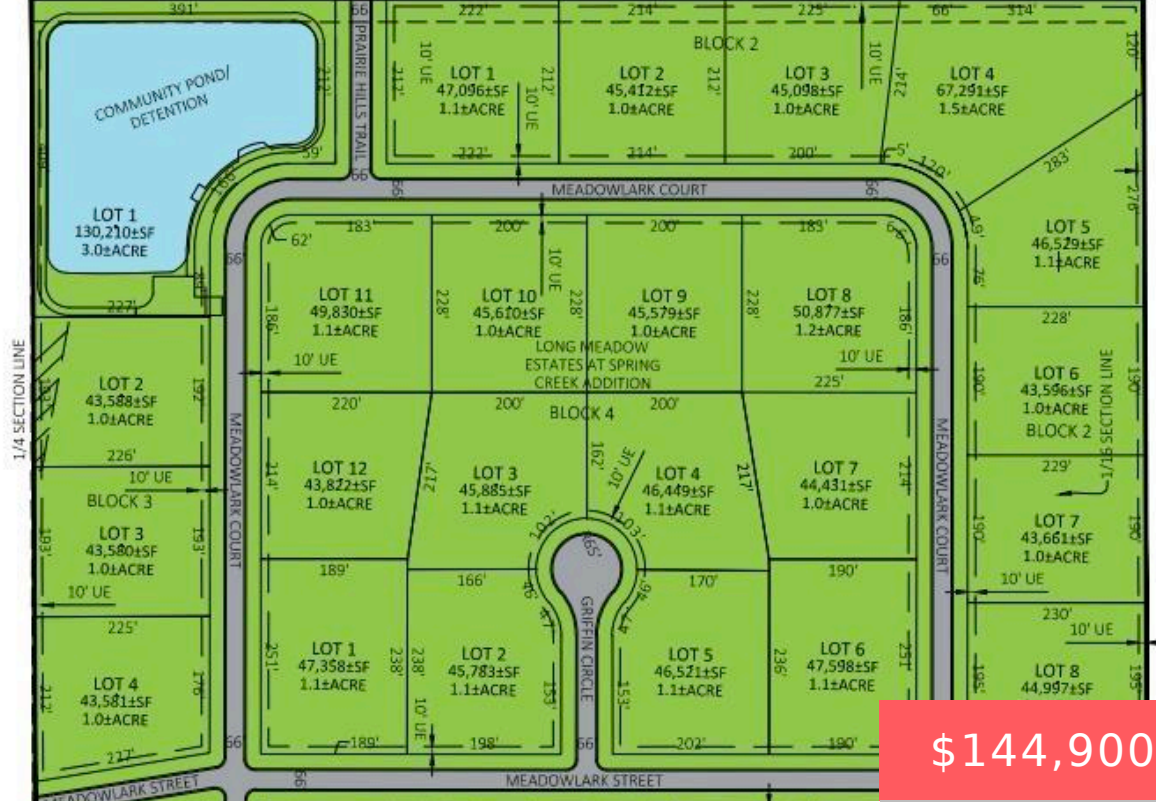 391'
66'
222'
214'
225'
66'
314'
PRAIRIE HILLS TRAIL
BLOCK 2
COMMUNITY POND/
DETENTION
212'
212'
10' UE
LOT 1
47,096±SF
1.1±ACRE
212'
10' UE
LOT 2
45,412±SF
1.0±ACRE
212'
LOT 3
45,098±SF
1.0±ACRE
10' UE
214'
LOT 4
67,291±SF
1.5±ACRE
120'
59'
222'
214'
200'
5'
120'
283'
166'
66'
66'
MEADOWLARK COURT
66'
49'
276'
LOT 1
130,210±SF
3.0±ACRE
62'
183'
200'
200'
183'
66'
LOT 5
46,529±SF
1.1±ACRE
66'
10' UE
66'
76'
227'
186'
LOT 11
49,830±SF
1.1±ACRE
228'
LOT 10
45,610±SF
1.0±ACRE
228'
LOT 9
45,579±SF
1.0±ACRE
228'
LOT 8
50,877±SF
1.2±ACRE
186'
228'
10' UE
LONG MEADOW
ESTATES AT SPRING
CREEK ADDITION
10' UE
225'
1/4 SECTION LINE
LOT 2
43,588±SF
1.0±ACRE
192'
220'
200'
BLOCK 4
200'
190'
LOT 6
43,596±SF
1.0±ACRE
BLOCK 2
190'
1/16 SECTION LINE
226'
10' UE
BLOCK 3
MEADOWLARK COURT
214'
LOT 12
43,822±SF
1.0±ACRE
217'
LOT 3
45,885±SF
1.1±ACRE
162'
10' UE
LOT 4
46,449±SF
1.1±ACRE
217'
LOT 7
44,431±SF
1.0±ACRE
214'
MEADOWLARK COURT
229'
193'
LOT 3
43,580±SF
1.0±ACRE
193'
102'
103'
65'
190'
LOT 7
43,661±SF
1.0±ACRE
190'
10' UE
189'
166'
46'
46'
170'
190'
10' UE
225'
47'
GRIFFIN CIRCLE
47'
230'
10' UE
212'
LOT 4
43,581±SF
1.0±ACRE
176'
251'
LOT 1
47,358±SF
1.1±ACRE
238'
238'
LOT 2
45,783±SF
1.1±ACRE
153'
153'
LOT 5
46,521±SF
1.1±ACRE
236'
LOT 6
47,598±SF
1.1±ACRE
251'
195'
LOT 8
44,997±SF
195'
10' UE
227'
66'
189'
198'
66'
202'
190'
$144,900
MEADOWLARK STREET
66'
MEADOWLARK STREET